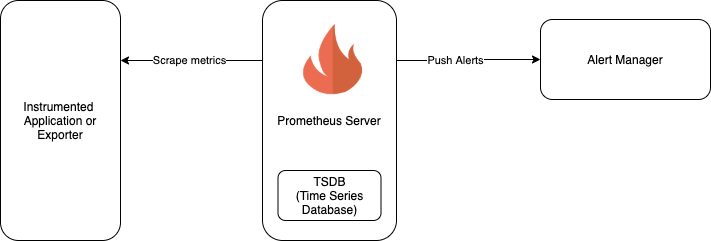 Instrumented
Application or
Exporter
Scrape metrics
Prometheus Server
TSDB
(Time Series
Database)
Push Alerts
Alert Manager